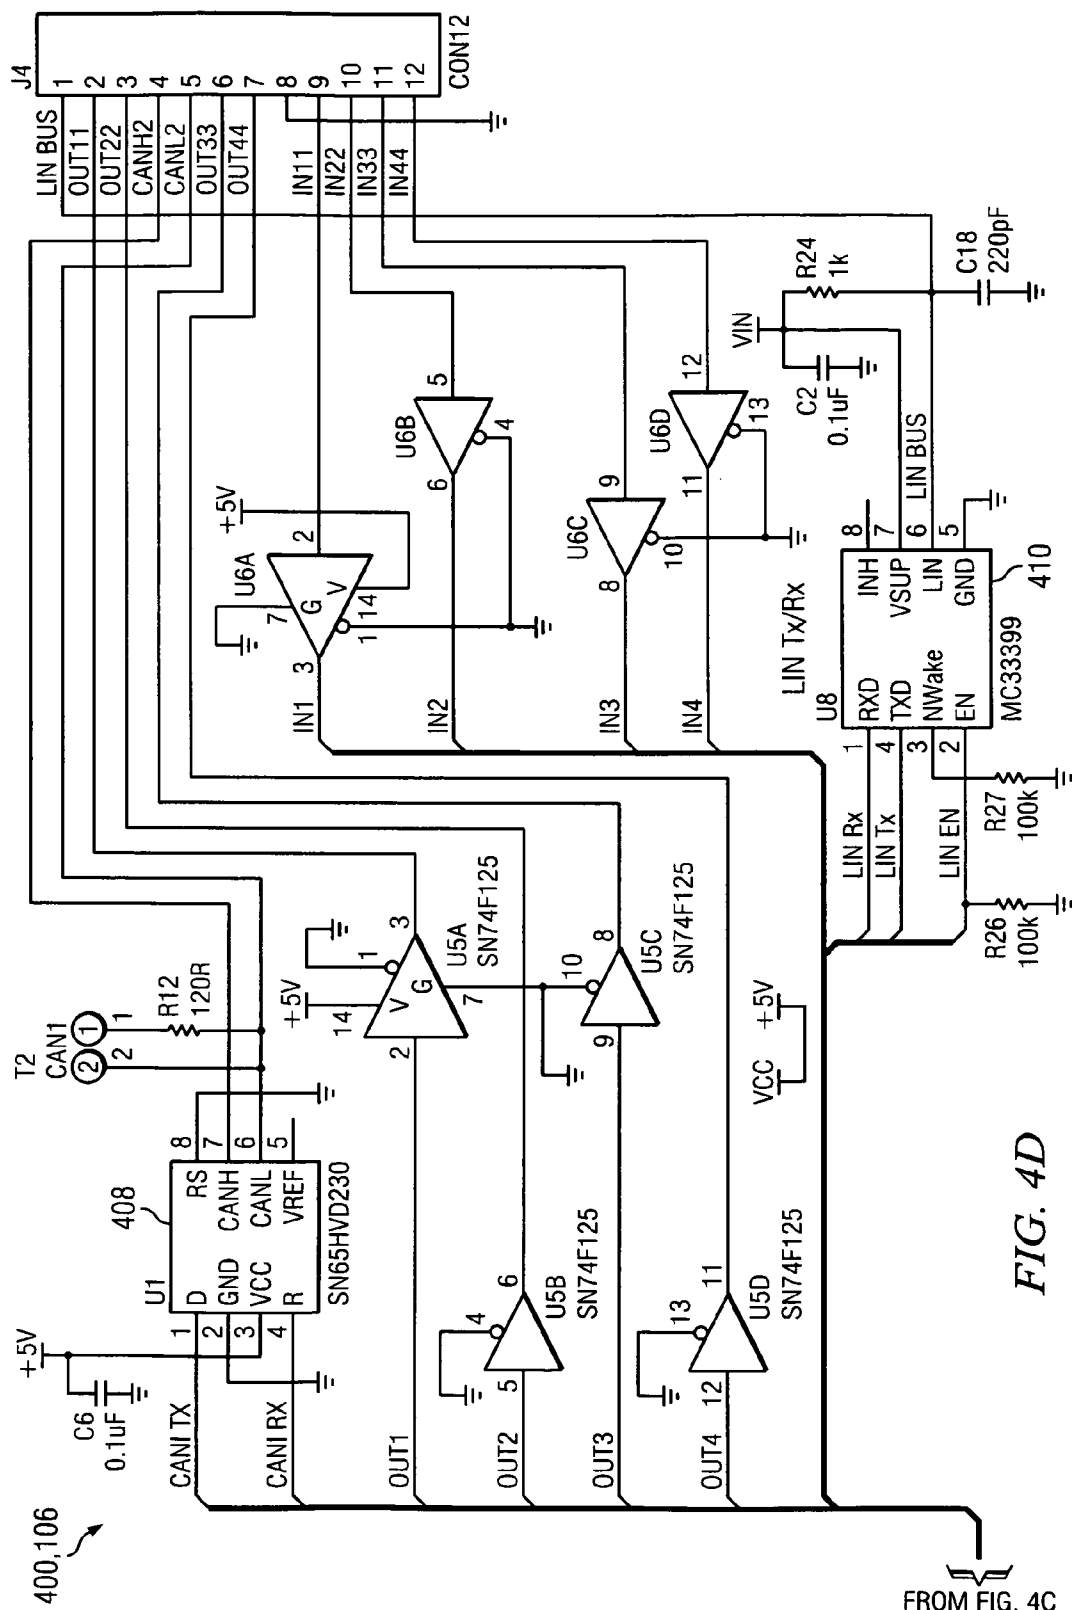 400,106
+5V
C6
0.1uF
CANI TX
CANI RX
U1
408
1
2
3
4
D
GND
VCC
R
RS
CANH
CANL
VREF
8
7
6
5
SN65HVD230
T2
CAN1
2
1
2
1
R12
120R
J4
1
2
3
4
5
6
7
8
9
10
11
12
CON12
LIN BUS
OUT11
OUT22
CANH2
CANL2
OUT33
OUT44
IN11
IN22
IN33
IN44
OUT1
2
+5V
14
V
G
7
1
3
U5A
SN74F125
OUT2
5
4
6
U5B
SN74F125
OUT3
9
10
8
U5C
SN74F125
OUT4
12
13
11
U5D
SN74F125
VCC
+5V
IN1
3
7
G
V
14
1
2
U6A
+5V
IN2
6
4
5
U6B
IN3
8
10
9
U6C
IN4
11
13
12
U6D
LIN Tx/Rx
U8
LIN Rx
LIN Tx
LIN EN
1
4
3
2
RXD
TXD
NWake
EN
INH
VSUP
LIN
GND
8
7
6
5
MC33399
410
LIN BUS
R26
100k
R27
100k
VIN
C2
0.1uF
R24
1k
C18
220pF
FIG. 4D
FROM FIG. 4C